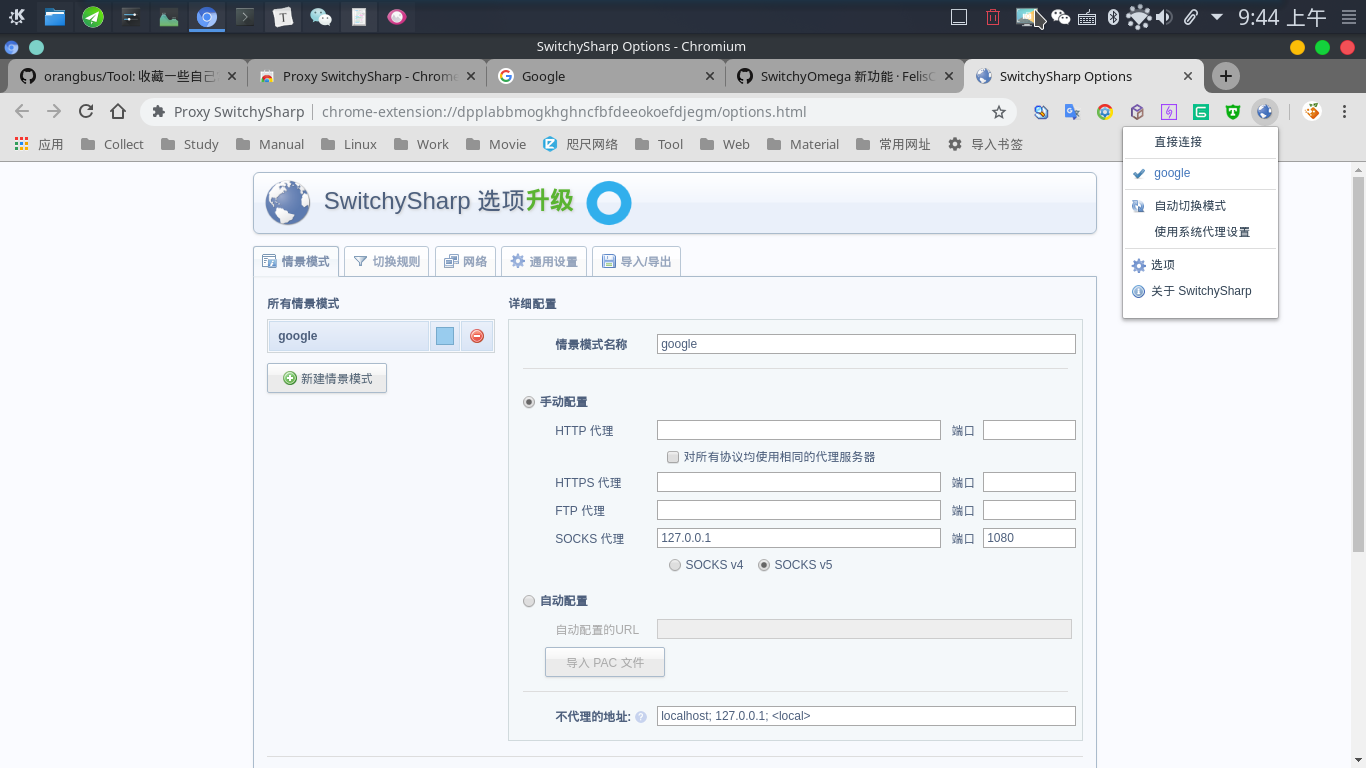 9:44 上午
SwitchySharp Options - Chromium
orangbus/Tool: 收藏一些自己
Proxy SwitchySharp - Chrome
Google
SwitchyOmega 新功能 · FelisC
SwitchySharp Options
Proxy SwitchySharp
chrome-extension://dpplabbmogkhghncfbfdeeokoefdjegm/options.html
应用 Collect Study Manual Linux Work Movie 咫尺网络 Tool Web Material 常用网址 导入书签
直接连接
google
自动切换模式
使用系统代理设置
选项
关于 SwitchySharp
SwitchySharp 选项升级
情景模式 切换规则 网络 通用设置 导入/导出
所有情景模式
google
新建情景模式
详细配置
情景模式名称 google
手动配置
HTTP 代理 端口
对所有协议均使用相同的代理服务器
HTTPS 代理 端口
FTP 代理 端口
SOCKS 代理 127.0.0.1 端口 1080
SOCKS v4 SOCKS v5
自动配置
自动配置的URL
导入 PAC 文件
不代理的地址: localhost; 127.0.0.1; <local>